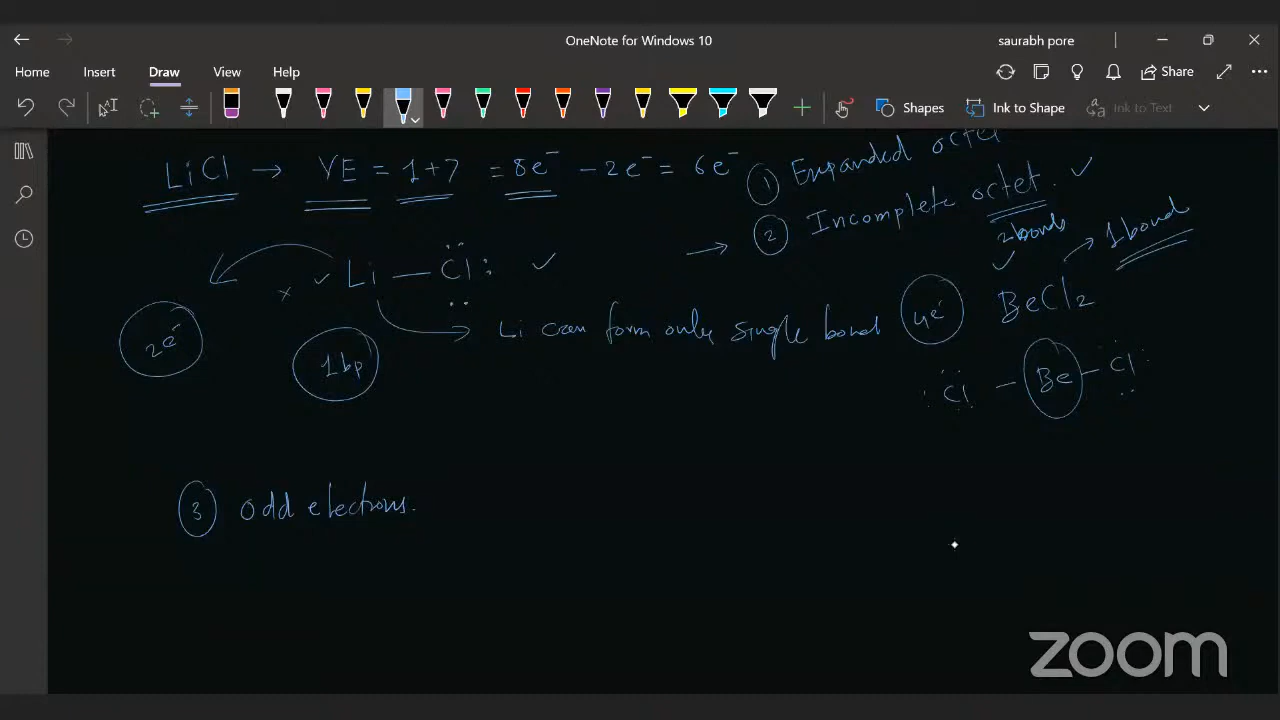 OneNote for Windows 10
saurabh pore
Home Insert Draw View Help
Share
Shapes
Ink to Shape
Ink to Text
LiCl → VE = 1+7 = 8e⁻ − 2e⁻ = 6e⁻
① Expanded octet
② Incomplete octet. ✓
2 bonds
1 bond
→
Li — Cl ✓
x ✓
BeCl₂
✓
2e⁻
1bp
Li can form only single bond
4e⁻
Cl — Be — Cl
③ odd electrons.
zoom